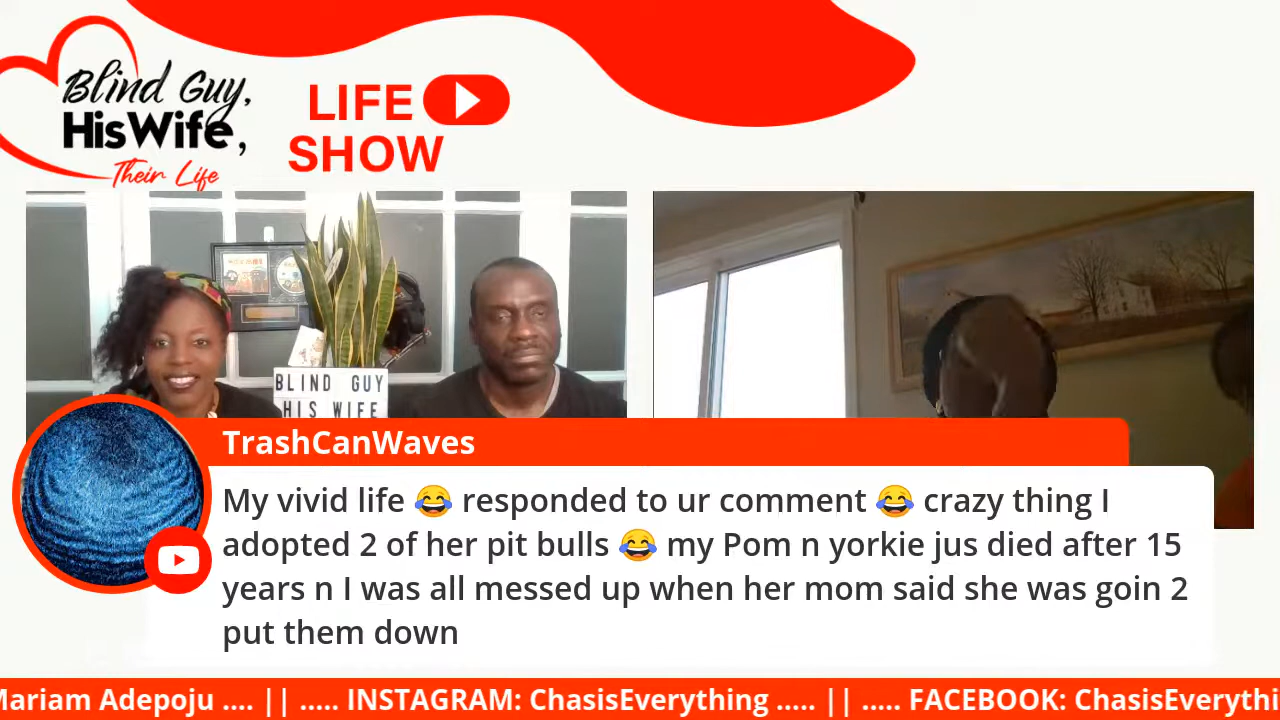 Blind Guy,
His Wife,
Their Life
LIFE
SHOW
BLIND GUY
HIS WIFE
TrashCanWaves
My vivid life 😂 responded to ur comment 😂 crazy thing I
adopted 2 of her pit bulls 😂 my Pom n yorkie jus died after 15
years n I was all messed up when her mom said she was goin 2
put them down
Mariam Adepoju .... || ..... INSTAGRAM: ChasisEverything ..... || ..... FACEBOOK: ChasisEverythi